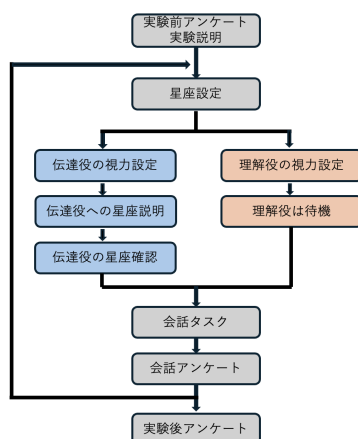 実験前アンケート
実験説明
星座設定
伝達役の視力設定
理解役の視力設定
伝達役への星座説明
理解役は待機
伝達役の星座確認
会話タスク
会話アンケート
実験後アンケート